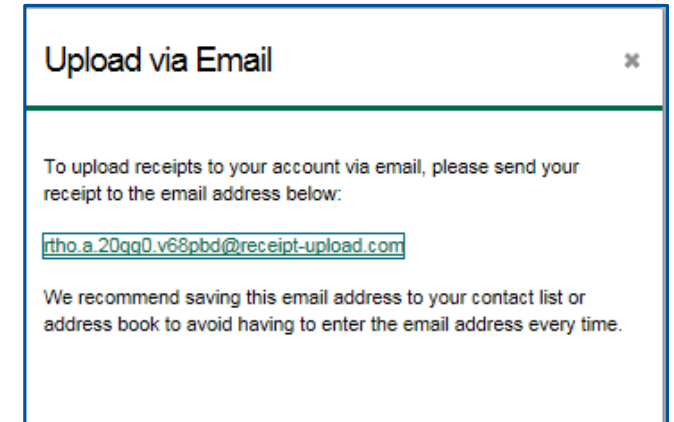 Upload via Email
To upload receipts to your account via email, please send your
receipt to the email address below:
rtho.a.20qq0.v68pbd@receipt-upload.com
We recommend saving this email address to your contact list or
address book to avoid having to enter the email address every time.